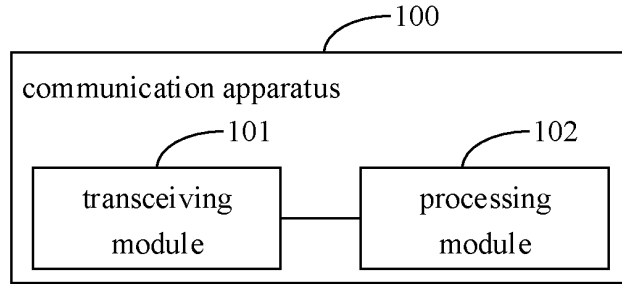 100
communication apparatus
101
102
transceiving
module
processing
module